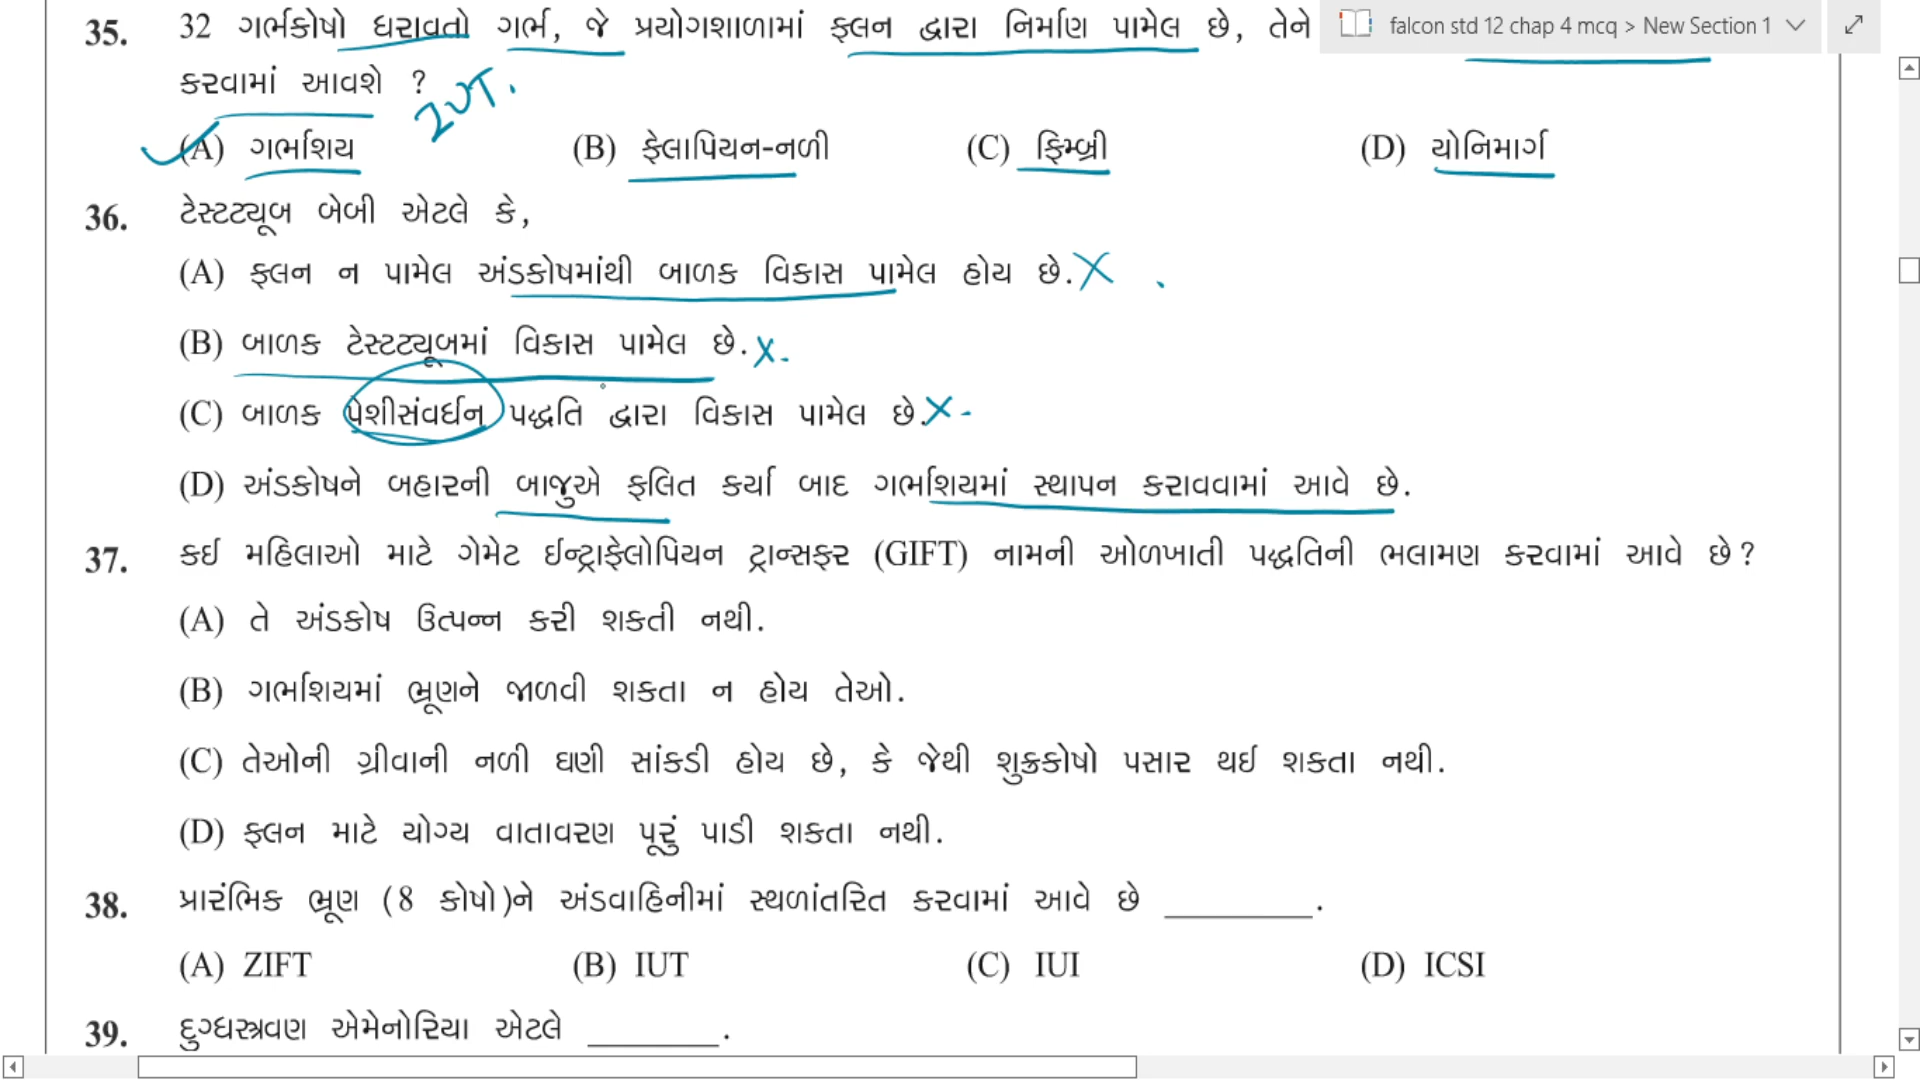 falcon std 12 chap 4 mcq > New Section 1
35. 32 ગર્ભકોષો ધરાવતો ગર્ભ, જે પ્રયોગશાળામાં ફ્લન દ્વારા નિર્માણ પામેલ છે, તેને
કરવામાં આવશે ?
(A) ગર્ભાશય (B) ફેલાપિયન-નળી (C) ફિમ્બ્રી (D) યોનિમાર્ગ
36. ટેસ્ટટ્યૂબ બેબી એટલે કે,
(A) ફ્લન ન પામેલ અંડકોષમાંથી બાળક વિકાસ પામેલ હોય છે. X
(B) બાળક ટેસ્ટટ્યૂબમાં વિકાસ પામેલ છે. x.
(C) બાળક પેશીસંવર્ધન પદ્ધતિ દ્વારા વિકાસ પામેલ છે. x.
(D) અંડકોષને બહારની બાજુએ ફલિત કર્યા બાદ ગર્ભાશયમાં સ્થાપન કરાવવામાં આવે છે.
37. કઈ મહિલાઓ માટે ગેમેટ ઈન્ટ્રાફેલોપિયન ટ્રાન્સફર (GIFT) નામની ઓળખાતી પદ્ધતિની ભલામણ કરવામાં આવે છે?
(A) તે અંડકોષ ઉત્પન્ન કરી શકતી નથી.
(B) ગર્ભાશયમાં ભ્રૂણને જાળવી શકતા ન હોય તેઓ.
(C) તેઓની ગ્રીવાની નળી ઘણી સાંકડી હોય છે, કે જેથી શુક્રકોષો પસાર થઈ શકતા નથી.
(D) ફ્લન માટે યોગ્ય વાતાવરણ પૂરું પાડી શકતા નથી.
38. પ્રારંભિક ભ્રૂણ (8 કોષો)ને અંડવાહિનીમાં સ્થળાંતરિત કરવામાં આવે છે ________.
(A) ZIFT (B) IUT (C) IUI (D) ICSI
39. દુગ્ધસ્ત્રવણ એમેનોરિયા એટલે ________.